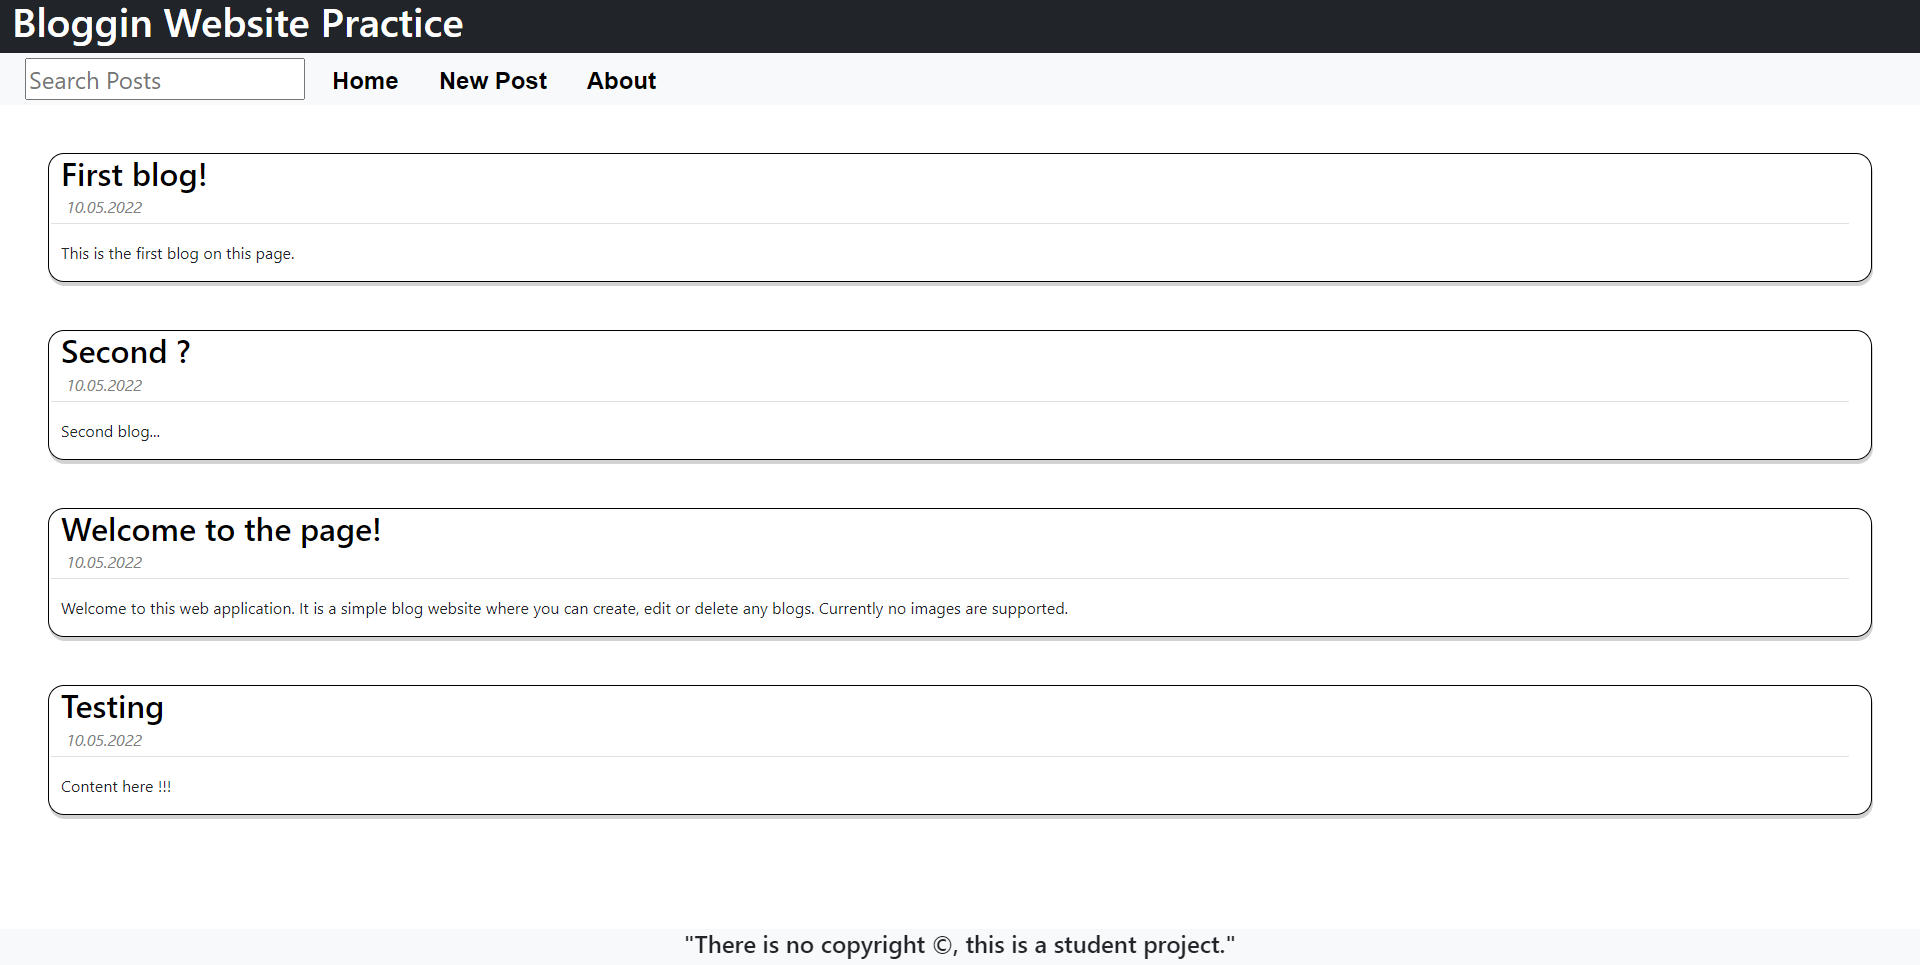 Bloggin Website Practice
Search Posts Home New Post About
First blog!
10.05.2022
This is the first blog on this page.
Second ?
10.05.2022
Second blog...
Welcome to the page!
10.05.2022
Welcome to this web application. It is a simple blog website where you can create, edit or delete any blogs. Currently no images are supported.
Testing
10.05.2022
Content here !!!
"There is no copyright ©, this is a student project."